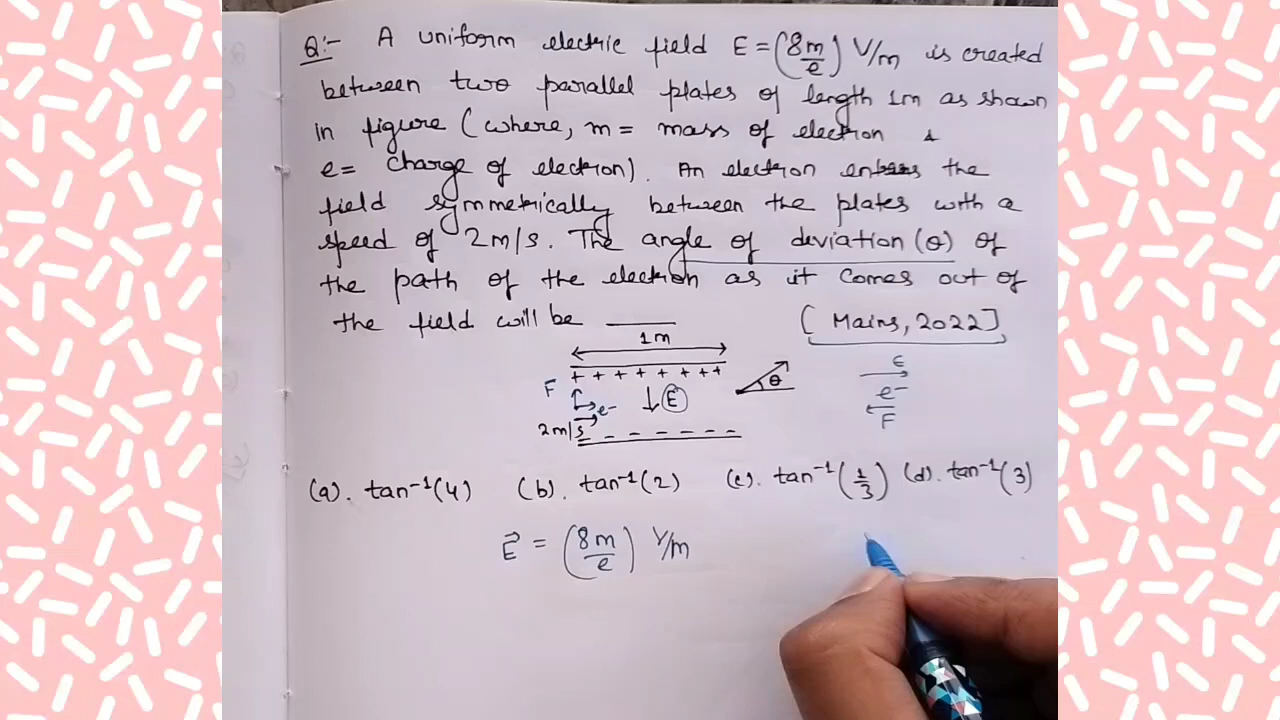 Q:- A uniform electric field E = (8m/e) V/m is created
between two parallel plates of length 1m as shown
in figure (where, m = mass of electron &
e = charge of electron). An electron enters the
field symmetrically between the plates with a
speed of 2m/s. The angle of deviation (θ) of
the path of the electron as it comes out of
the field will be ______
[Mains, 2022]
1m
+ + + + + + + +
F
e-
E
θ
2m/s
- - - - - - -
E
e-
F
(a). tan⁻¹(4) (b). tan⁻¹(2) (c). tan⁻¹(1/3) (d). tan⁻¹(3)
E⃗ = (8m/e) V/m